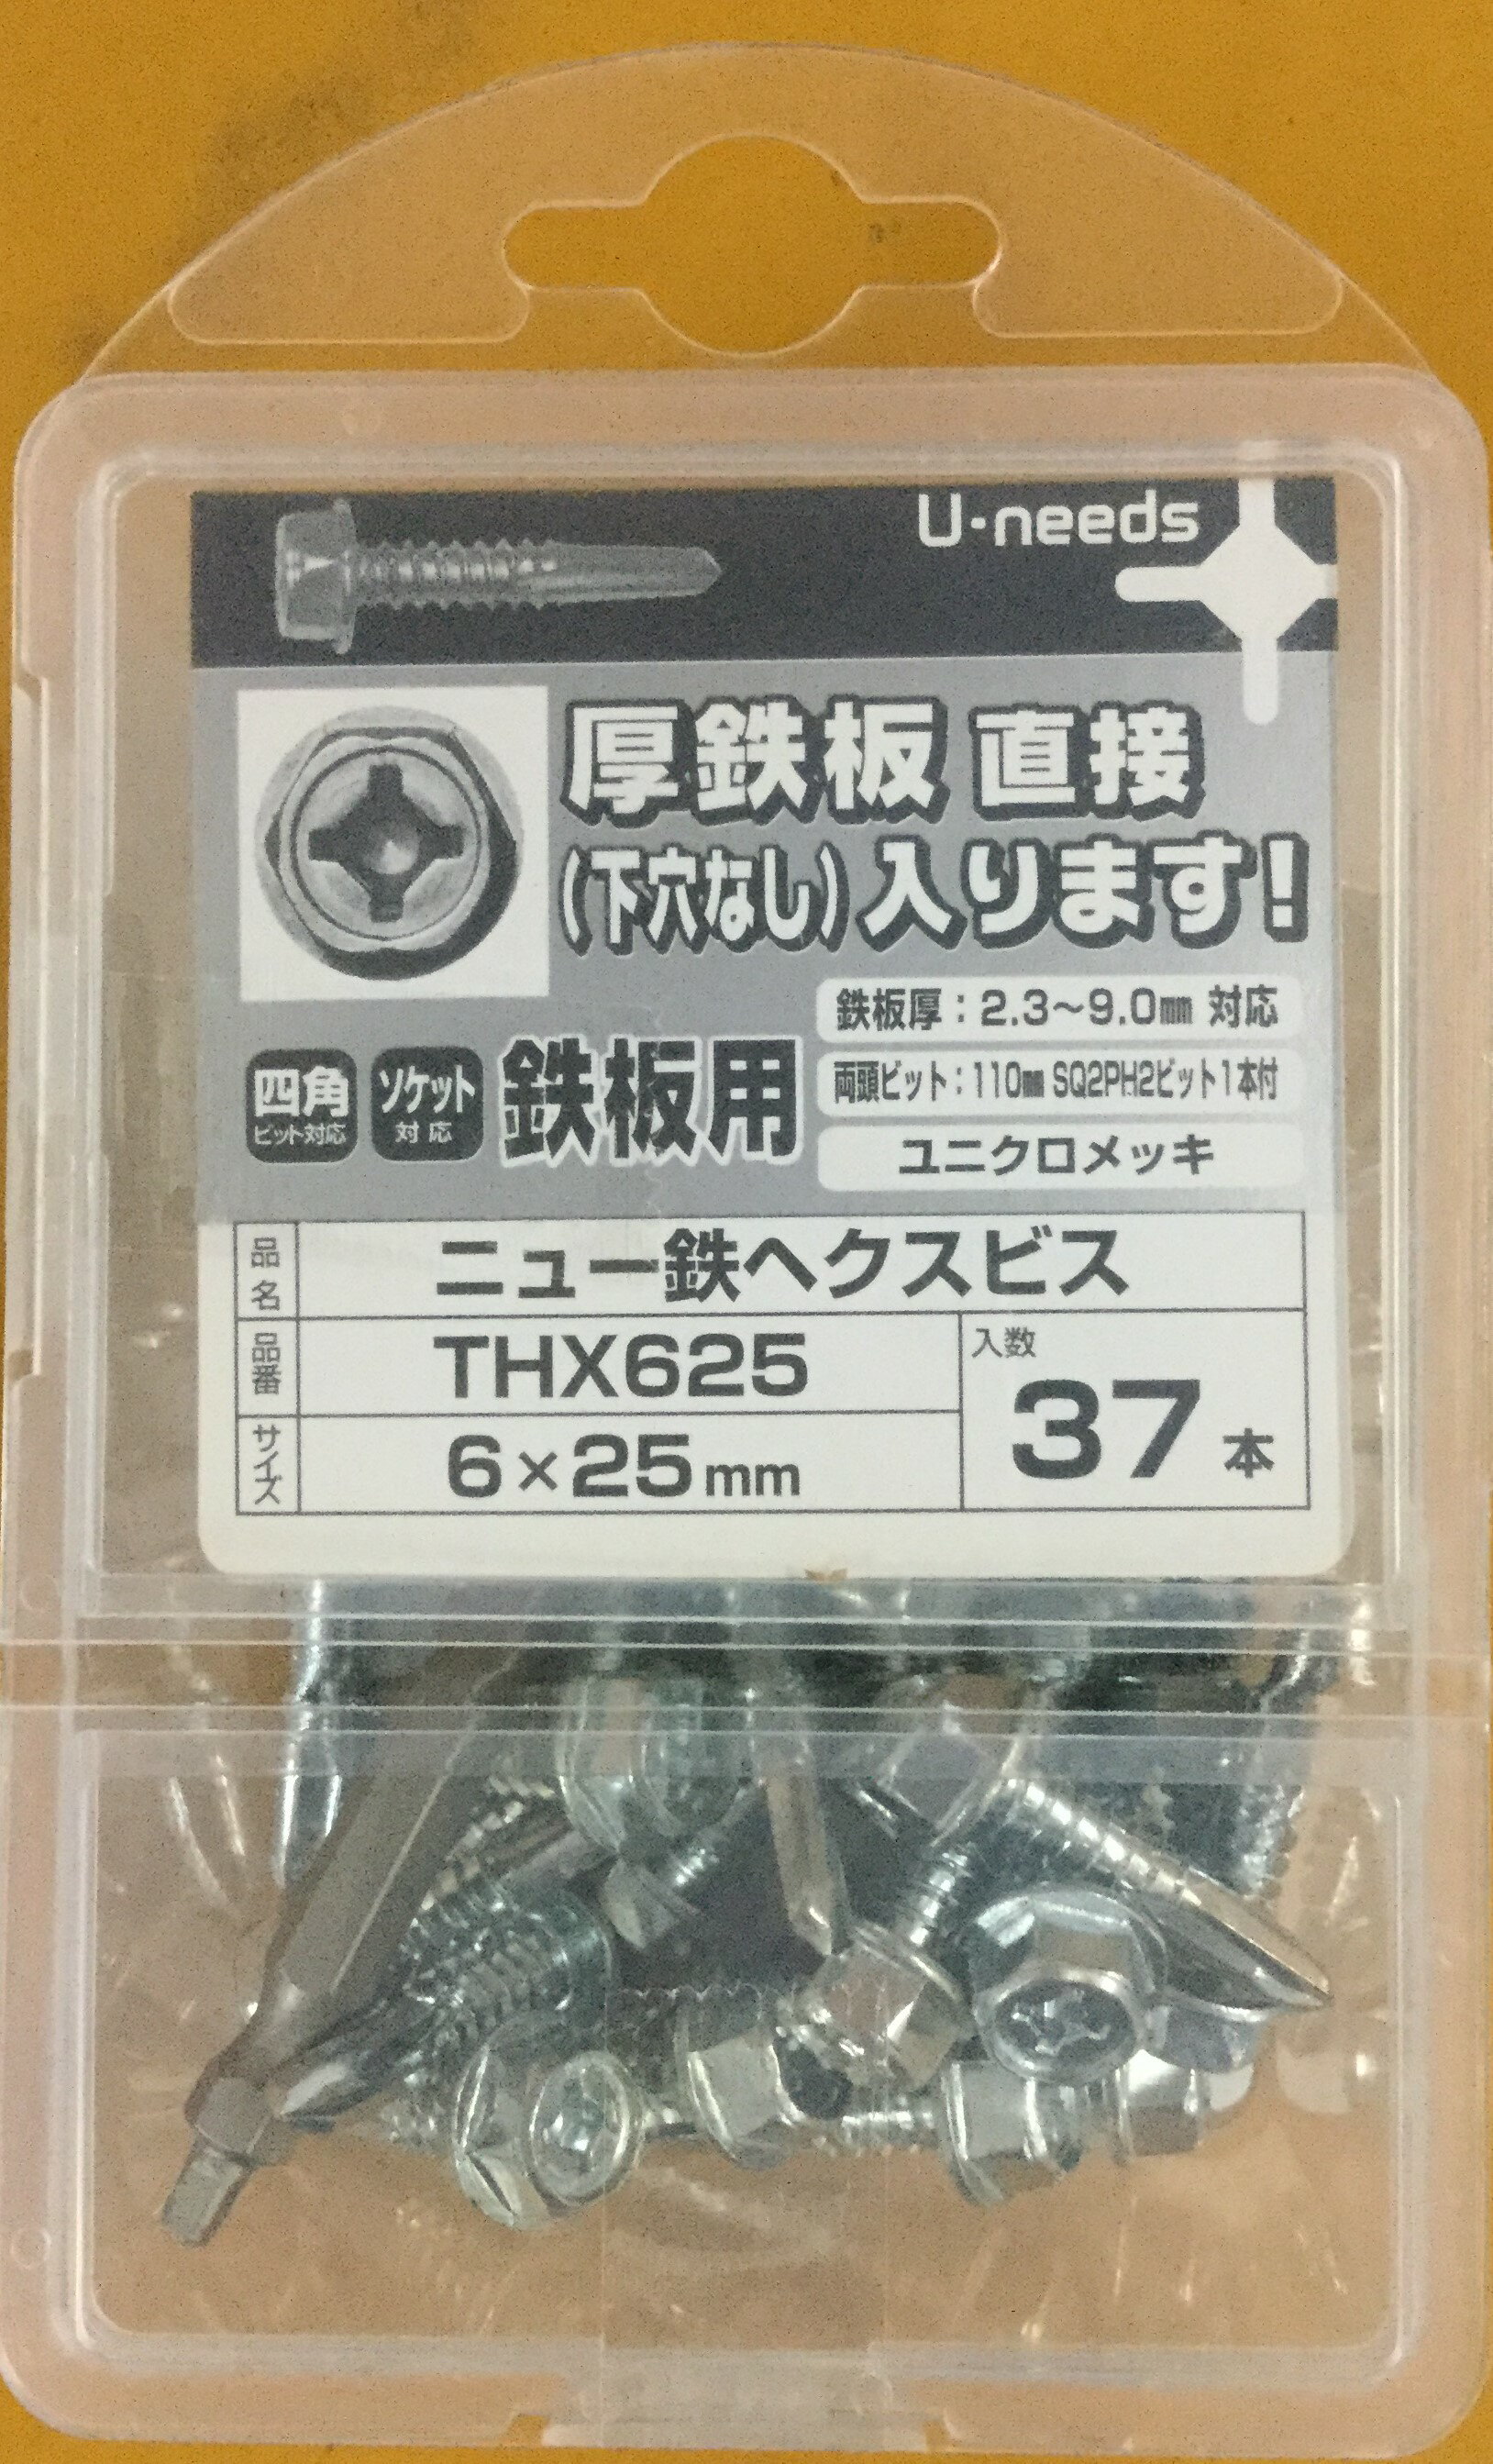 U-needs
厚鉄板 直接
(下穴なし)入ります!
鉄板厚:2.3~9.0㎜ 対応
両頭ビット:110㎜ SQ2PH2ビット1本付
ユニクロメッキ
四角
ビット対応
ソケット
対応
鉄板用
品名
ニュー鉄ヘクスビス
品番
THX625
サイズ
6×25mm
入数
37本